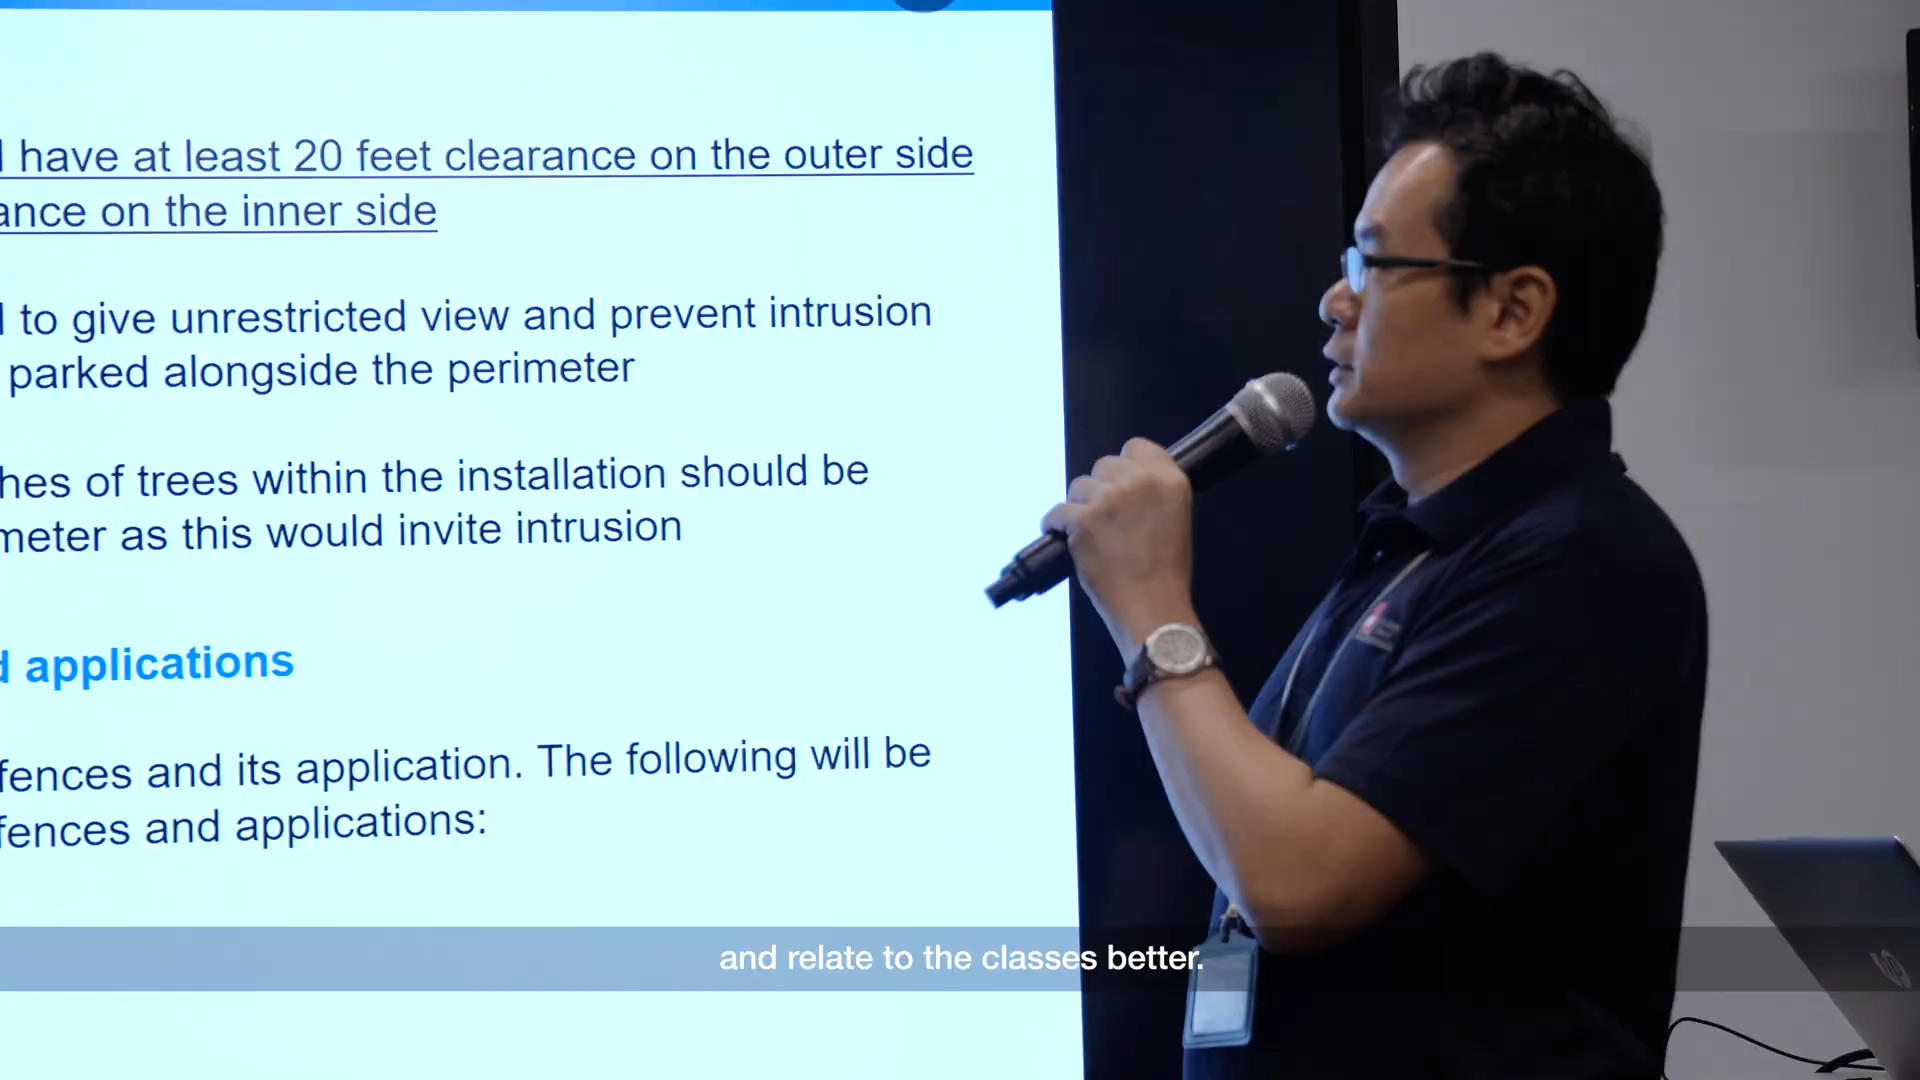 have at least 20 feet clearance on the outer side
ance on the inner side
to give unrestricted view and prevent intrusion
parked alongside the perimeter
hes of trees within the installation should be
meter as this would invite intrusion
d applications
fences and its application. The following will be
fences and applications:
and relate to the classes better.
hp